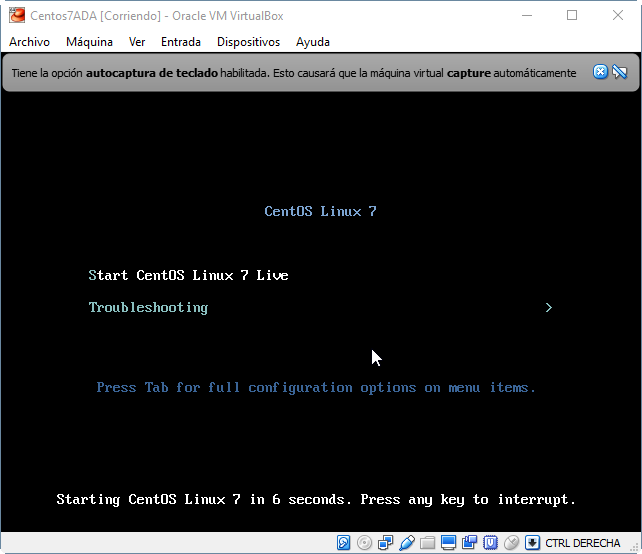 Centos7ADA [Corriendo] - Oracle VM VirtualBox
Archivo Máquina Ver Entrada Dispositivos Ayuda
Tiene la opción autocaptura de teclado habilitada. Esto causará que la máquina virtual capture automáticamente
CentOS Linux 7
Start CentOS Linux 7 Live
Troubleshooting >
Press Tab for full configuration options on menu items.
Starting CentOS Linux 7 in 6 seconds. Press any key to interrupt.
CTRL DERECHA